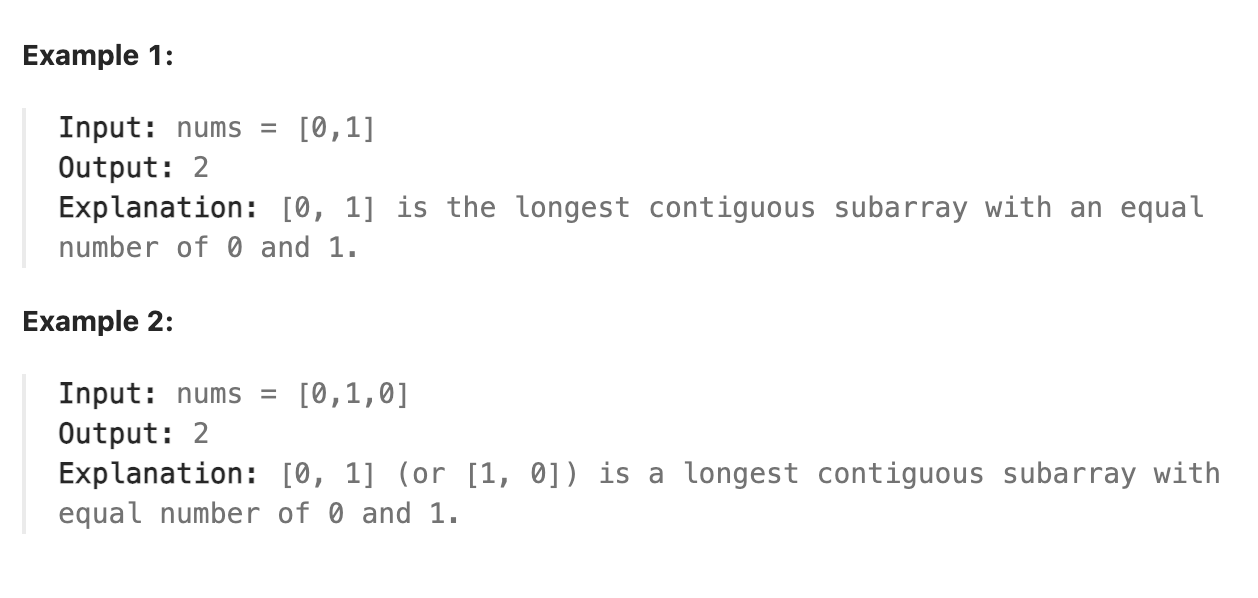 Example 1:
Input: nums = [0,1]
Output: 2
Explanation: [0, 1] is the longest contiguous subarray with an equal
number of 0 and 1.
Example 2:
Input: nums = [0,1,0]
Output: 2
Explanation: [0, 1] (or [1, 0]) is a longest contiguous subarray with
equal number of 0 and 1.